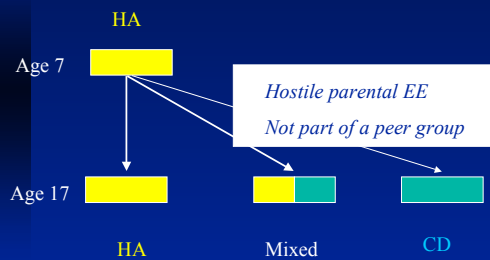 HA
Age 7
Hostile parental EE
Not part of a peer group
Age 17
HA
Mixed
CD